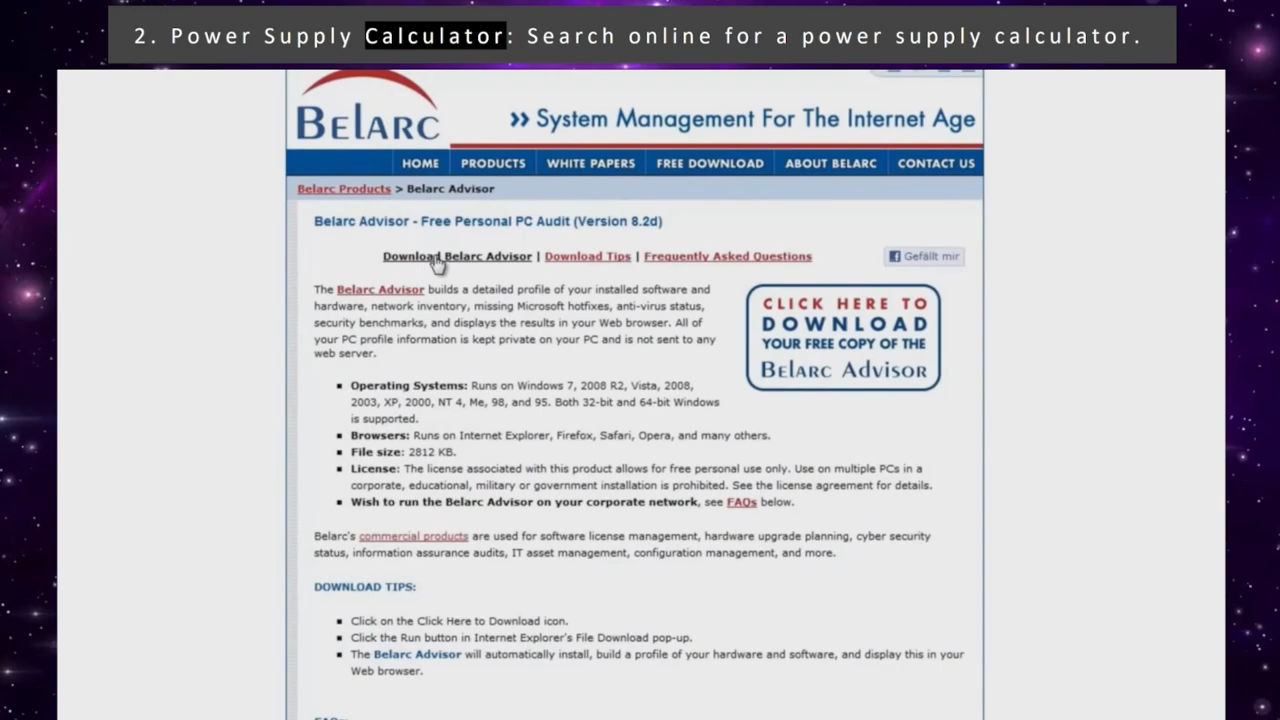 2. Power Supply Calculator: Search online for a power supply calculator.
BELARC
System Management For The Internet Age
HOME PRODUCTS WHITE PAPERS FREE DOWNLOAD ABOUT BELARC CONTACT US
Belarc Products > Belarc Advisor
Belarc Advisor - Free Personal PC Audit (Version 8.2d)
Download Belarc Advisor | Download Tips | Frequently Asked Questions
Gefällt mir
The Belarc Advisor builds a detailed profile of your installed software and
hardware, network inventory, missing Microsoft hotfixes, anti-virus status,
security benchmarks, and displays the results in your Web browser. All of
your PC profile information is kept private on your PC and is not sent to any
web server.
CLICK HERE TO
DOWNLOAD
YOUR FREE COPY OF THE
BELARC ADVISOR
▪ Operating Systems: Runs on Windows 7, 2008 R2, Vista, 2008,
2003, XP, 2000, NT 4, Me, 98, and 95. Both 32-bit and 64-bit Windows
is supported.
▪ Browsers: Runs on Internet Explorer, Firefox, Safari, Opera, and many others.
▪ File size: 2812 KB.
▪ License: The license associated with this product allows for free personal use only. Use on multiple PCs in a
corporate, educational, military or government installation is prohibited. See the license agreement for details.
▪ Wish to run the Belarc Advisor on your corporate network, see FAQs below.
Belarc's commercial products are used for software license management, hardware upgrade planning, cyber security
status, information assurance audits, IT asset management, configuration management, and more.
DOWNLOAD TIPS:
▪ Click on the Click Here to Download icon.
▪ Click the Run button in Internet Explorer's File Download pop-up.
▪ The Belarc Advisor will automatically install, build a profile of your hardware and software, and display this in your
Web browser.